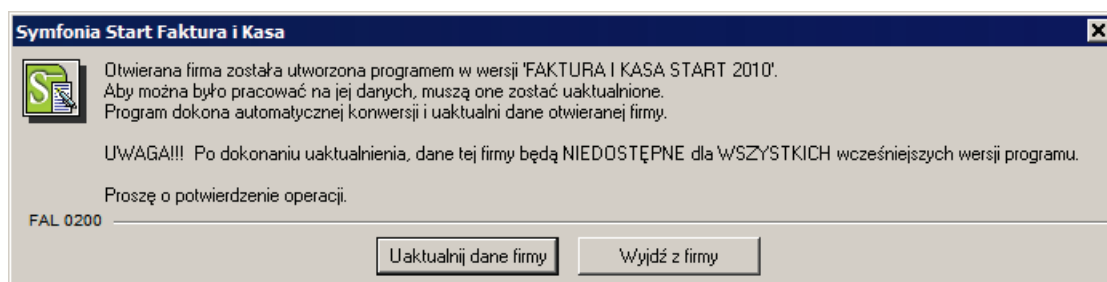 Symfonia Start Faktura i Kasa
Otwierana firma została utworzona programem w wersji 'FAKTURA I KASA START 2010'.
Aby można było pracować na jej danych, muszą one zostać uaktualnione.
Program dokona automatycznej konwersji i uaktualni dane otwieranej firmy.
UWAGA!!! Po dokonaniu uaktualnienia, dane tej firmy będą NIEDOSTĘPNE dla WSZYSTKICH wcześniejszych wersji programu.
Proszę o potwierdzenie operacji.
FAL 0200
Uaktualnij dane firmy
Wyjdź z firmy